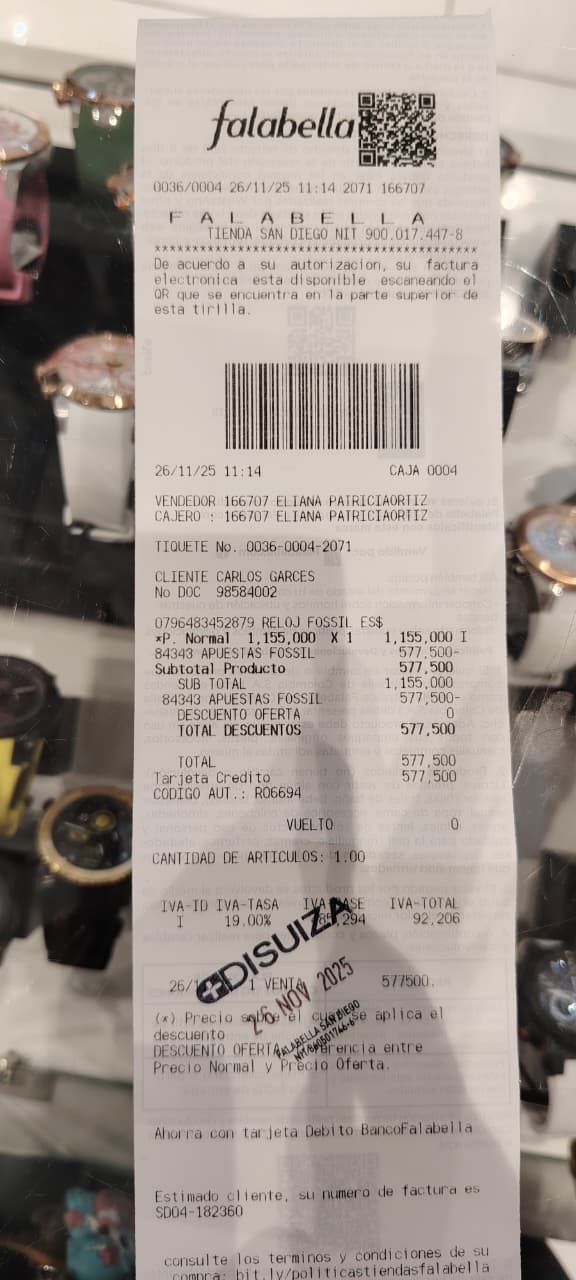 falabella
0036/0004 26/11/25 11:14 2071 166707
F A L A B E L L A
TIENDA SAN DIEGO NIT 900.017.447-8
*************************************************
De acuerdo a su autorizacion, su factura
electronica esta disponible escaneando el
QR que se encuentra en la parte superior de
esta tirilla.
26/11/25 11:14 CAJA 0004
VENDEDOR 166707 ELIANA PATRICIAORTIZ
CAJERO : 166707 ELIANA PATRICIAORTIZ
TIQUETE No. 0036-0004-2071
CLIENTE CARLOS GARCES
No DOC 98584002
0796483452879 RELOJ FOSSIL ES$
*P. Normal 1,155,000 X 1 1,155,000 I
84343 APUESTAS FOSSIL 577,500-
Subtotal Producto 577,500
SUB TOTAL 1,155,000
84343 APUESTAS FOSSIL 577,500-
DESCUENTO OFERTA 0
TOTAL DESCUENTOS 577,500
TOTAL 577,500
Tarjeta Credito 577,500
CODIGO AUT.: RO6694
VUELTO 0
CANTIDAD DE ARTICULOS: 1.00
IVA-ID IVA-TASA IVA-BASE IVA-TOTAL
I 19.00% 92,206
DISUIZA
26 NOV 2025
FALABELLA SAN DIEGO
1 VENTA 577500.
(*) Precio sobre el cual se aplica el
descuento
DESCUENTO OFERTA: Diferencia entre
Precio Normal y Precio Oferta.
Ahorra con tarjeta Debito BancoFalabella
Estimado cliente, su numero de factura es
SD04-182360
consulte los terminos y condiciones de su
compra: bit.ly/politicastiendasfalabella